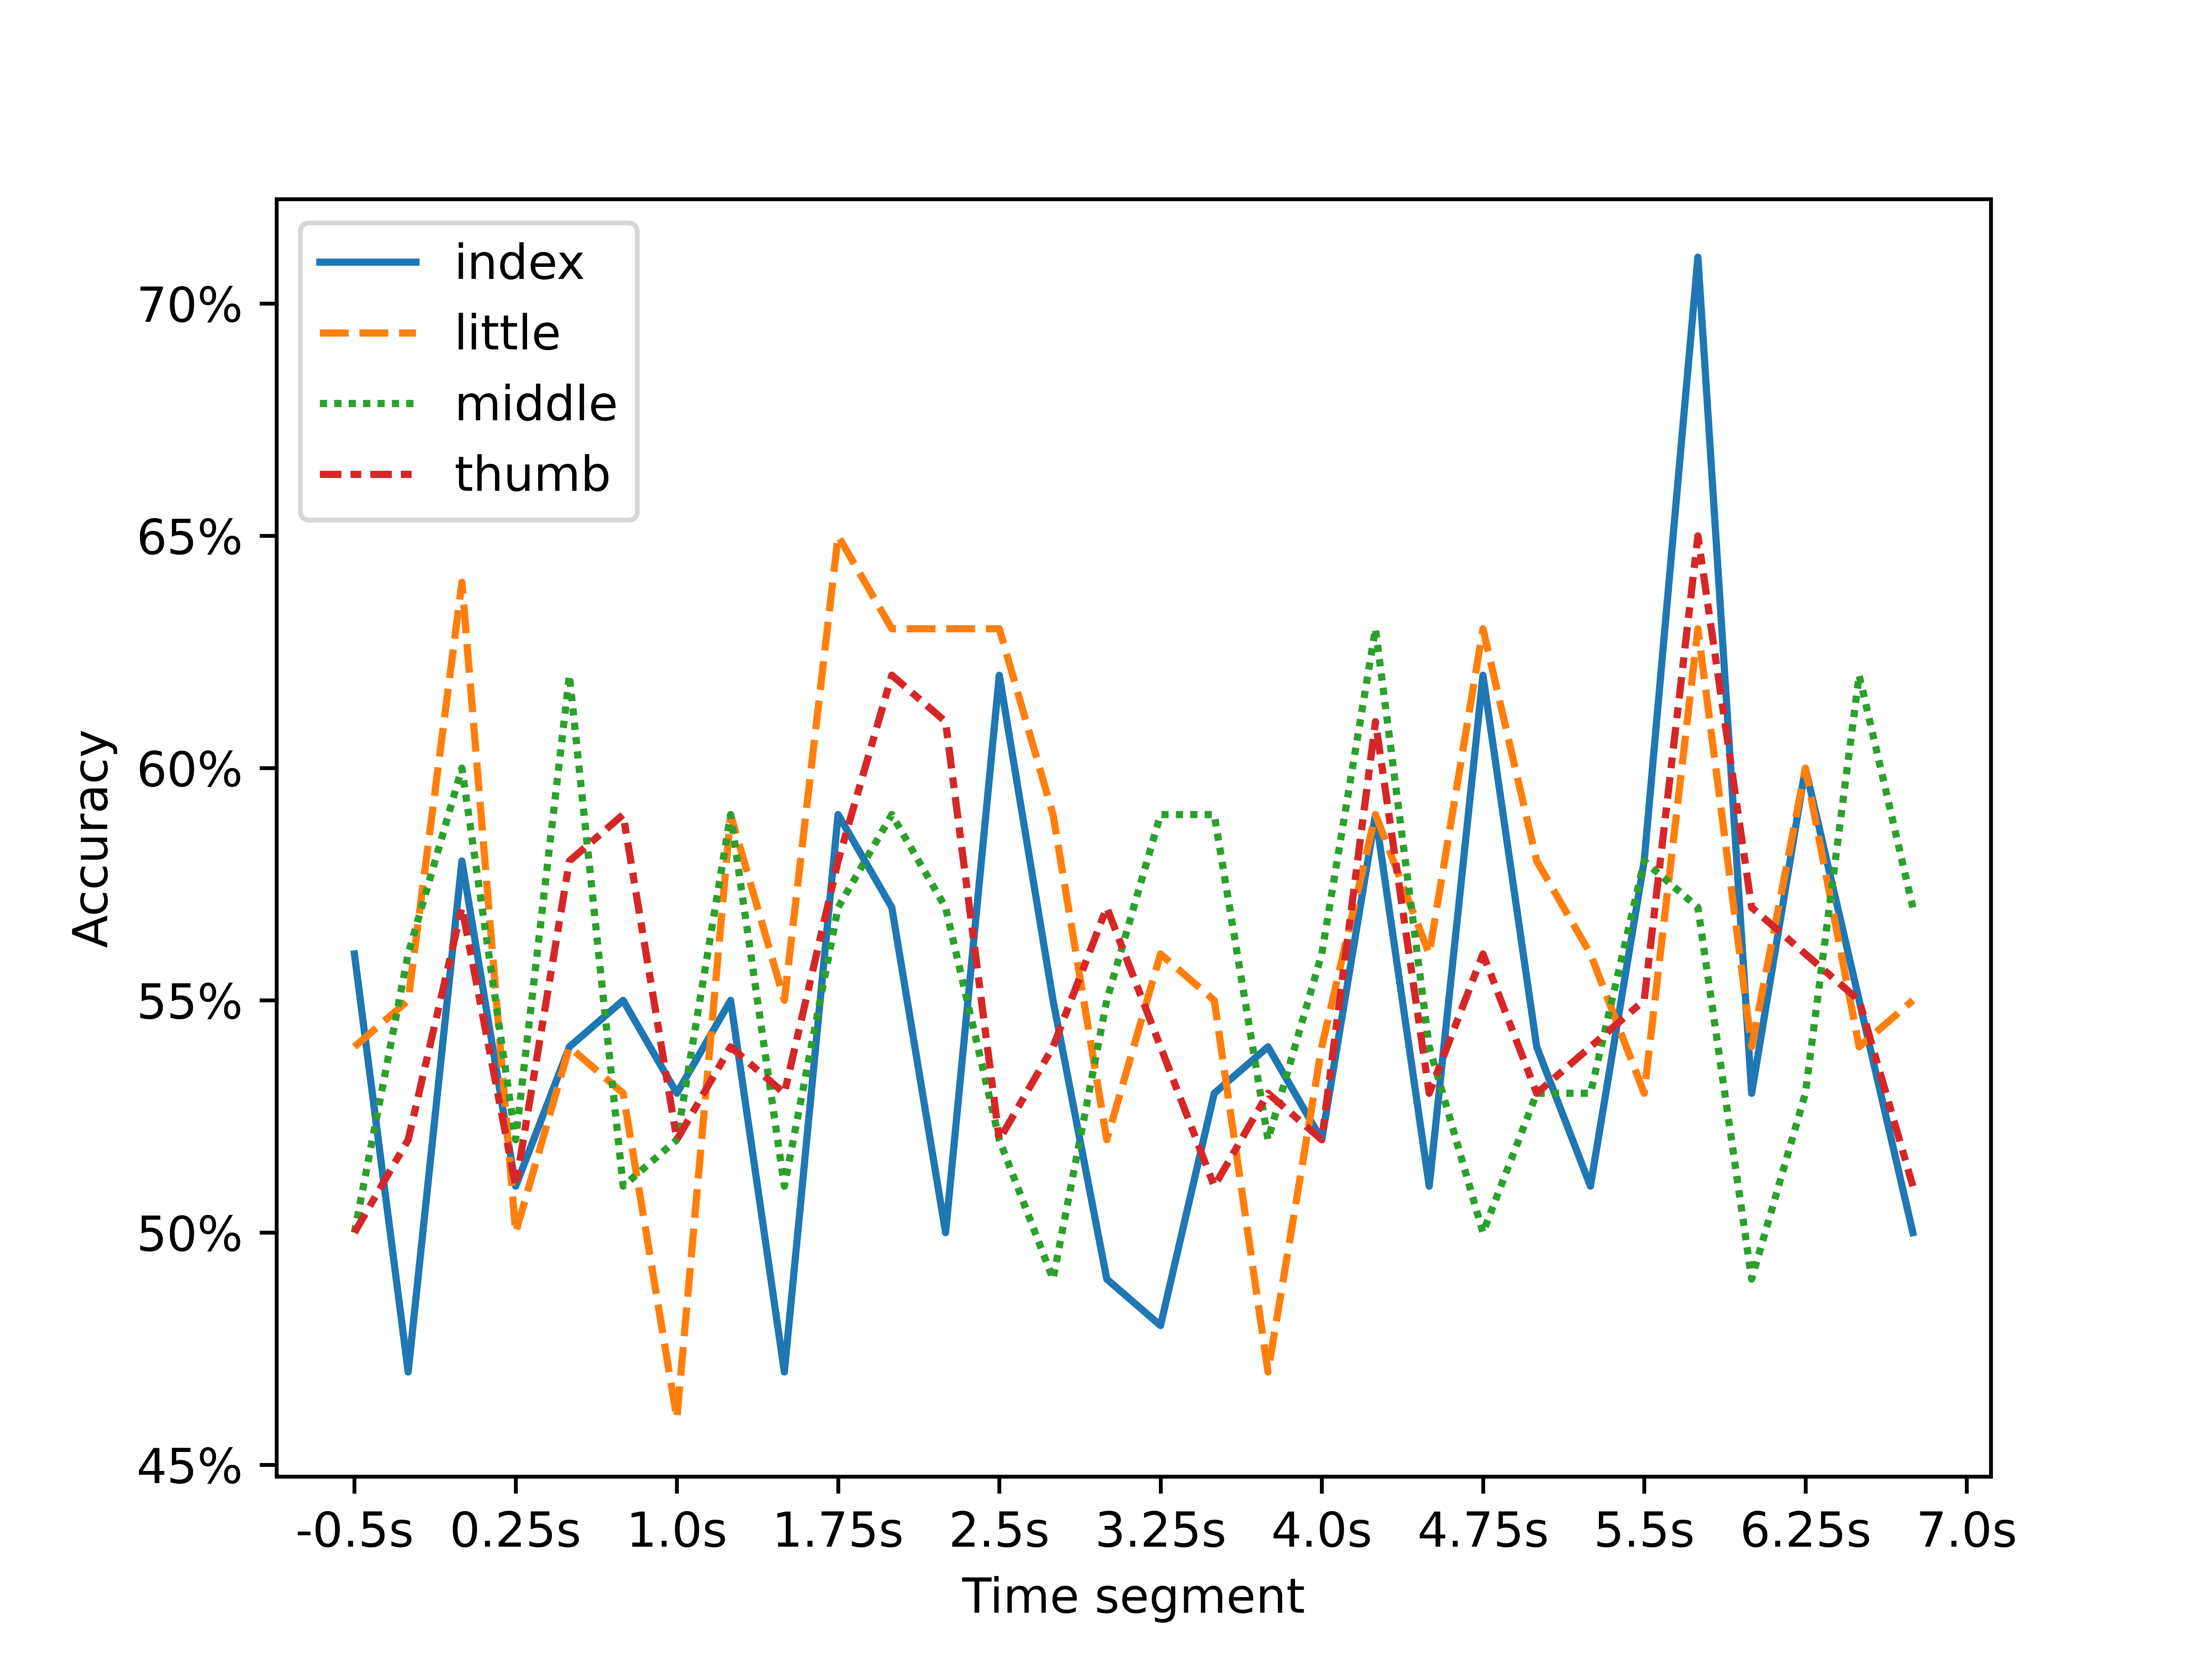 index
little
middle
thumb
70%
65%
60%
55%
50%
45%
Accuracy
-0.5s 0.25s 1.0s 1.75s 2.5s 3.25s 4.0s 4.75s 5.5s 6.25s 7.0s
Time segment